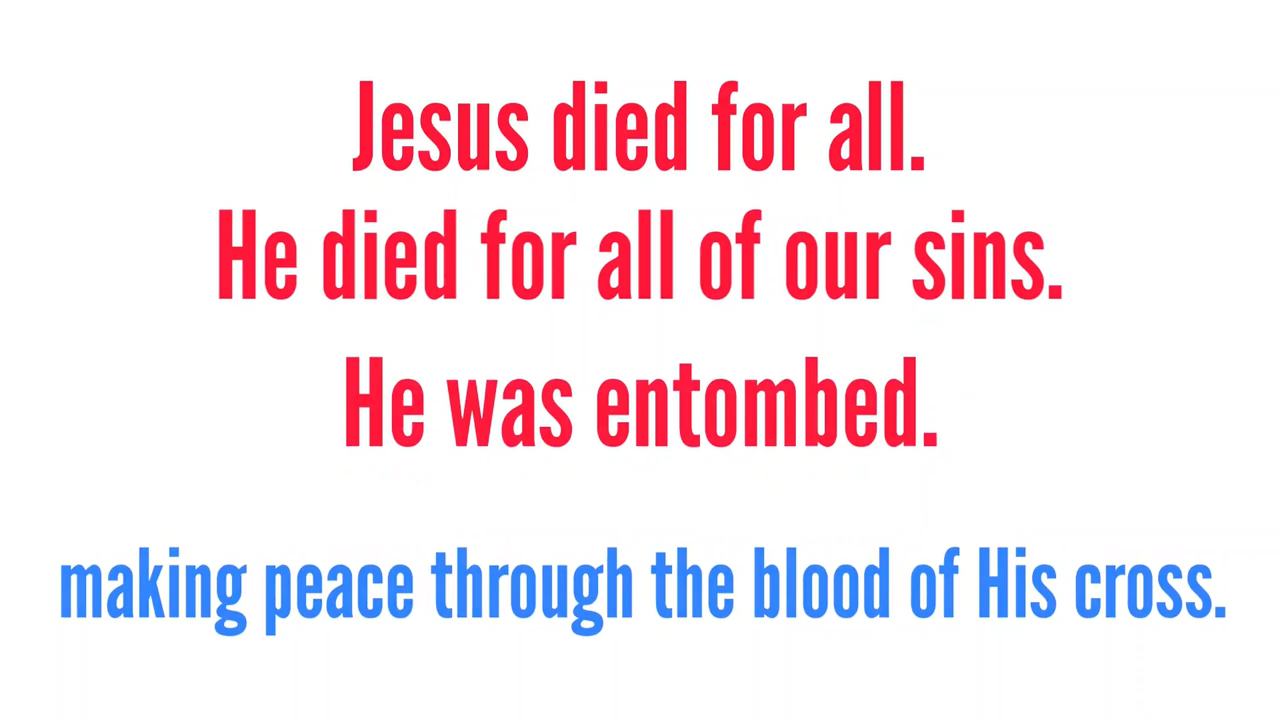 Jesus died for all.
He died for all of our sins.
He was entombed.
making peace through the blood of His cross.